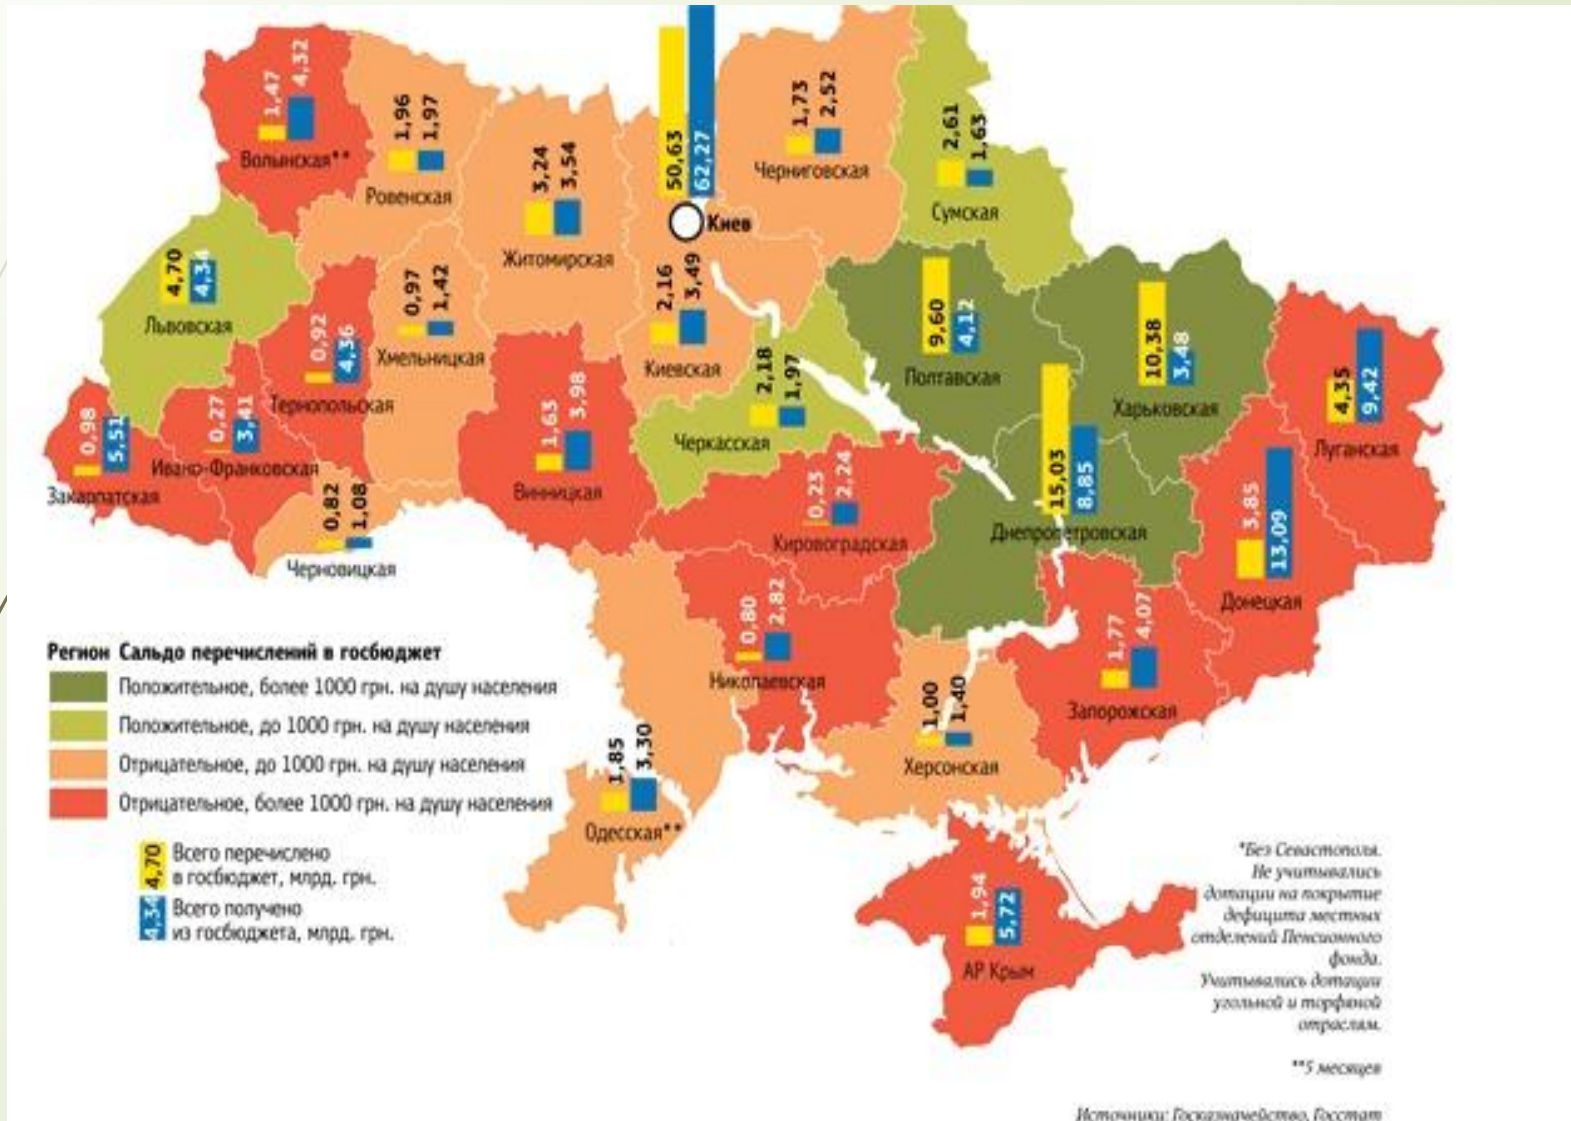 1,47
4,32
Волынская**
1,96
1,97
Ровенская
3,24
3,54
Житомирская
50,63
62,27
Киев
1,73
2,52
Черниговская
2,61
1,63
Сумская
4,70
4,34
Львовская
0,92
4,36
Тернопольская
0,97
1,42
Хмельницкая
2,16
3,49
Киевская
2,18
1,97
Черкасская
9,60
4,12
Полтавская
10,38
3,48
Харьковская
4,35
9,42
Луганская
0,98
5,51
Закарпатская
0,27
3,41
Ивано-Франковская
0,82
1,08
Черновицкая
1,63
3,98
Винницкая
0,23
2,24
Кировоградская
15,03
8,85
Днепропетровская
3,85
13,09
Донецкая
0,80
2,82
Николаевская
1,00
1,40
Херсонская
1,77
4,07
Запорожская
1,85
3,30
Одесская**
1,94
5,72
АР Крым
Регион Сальдо перечислений в госбюджет
Положительное, более 1000 грн. на душу населения
Положительное, до 1000 грн. на душу населения
Отрицательное, до 1000 грн. на душу населения
Отрицательное, более 1000 грн. на душу населения
4,70
Всего перечислено
в госбюджет, млрд. грн.
4,34
Всего получено
из госбюджета, млрд. грн.
*Без Севастополя.
Не учитывались
дотации на покрытие
дефицита местных
отделений Пенсионного
фонда.
Учитывались дотации
угольной и торфяной
отраслям.
**5 месяцев
Источники: Госказначейство, Госстат